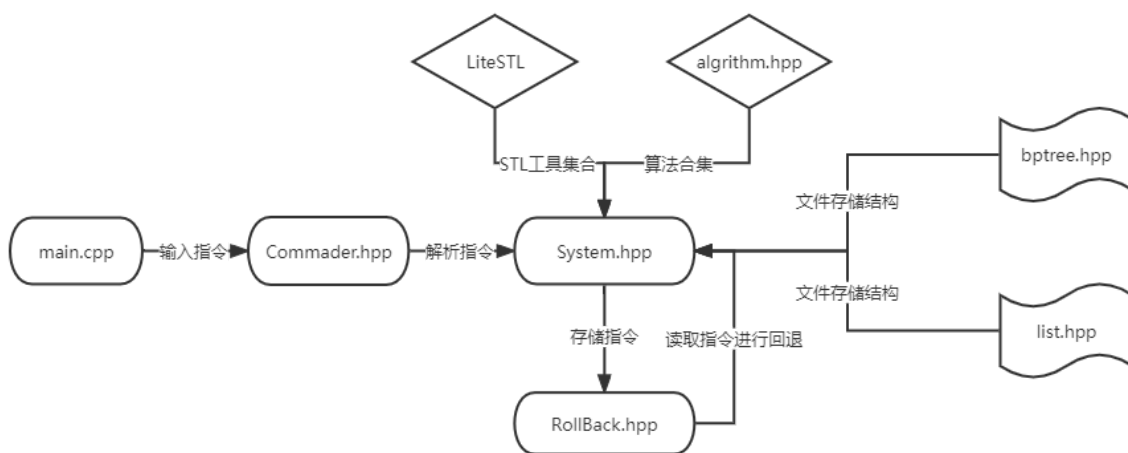 LiteSTL
algrithm.hpp
STL工具集合
算法合集
bptree.hpp
文件存储结构
main.cpp
输入指令
Commader.hpp
解析指令
System.hpp
文件存储结构
存储指令
读取指令进行回退
list.hpp
RollBack.hpp